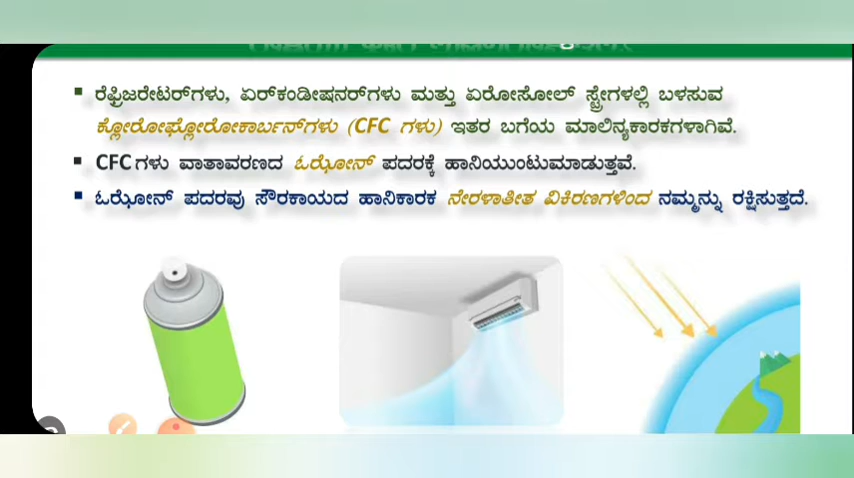 ▪ ರೆಫ್ರಿಜರೇಟರ್‌ಗಳು, ಏರ್‌ಕಂಡೀಷನರ್‌ಗಳು ಮತ್ತು ಏರೋಸೋಲ್ ಸ್ಪ್ರೇಗಳಲ್ಲಿ ಬಳಸುವ
ಕ್ಲೋರೋಫ್ಲೋರೋಕಾರ್ಬನ್‌ಗಳು (CFC ಗಳು) ಇತರ ಬಗೆಯ ಮಾಲಿನ್ಯಕಾರಕಗಳಾಗಿವೆ.
▪ CFC ಗಳು ವಾತಾವರಣದ ಓಝೋನ್ ಪದರಕ್ಕೆ ಹಾನಿಯುಂಟುಮಾಡುತ್ತವೆ.
▪ ಓಝೋನ್ ಪದರವು ಸೌರಕಾಯದ ಹಾನಿಕಾರಕ ನೇರಳಾತೀತ ವಿಕಿರಣಗಳಿಂದ ನಮ್ಮನ್ನು ರಕ್ಷಿಸುತ್ತದೆ.